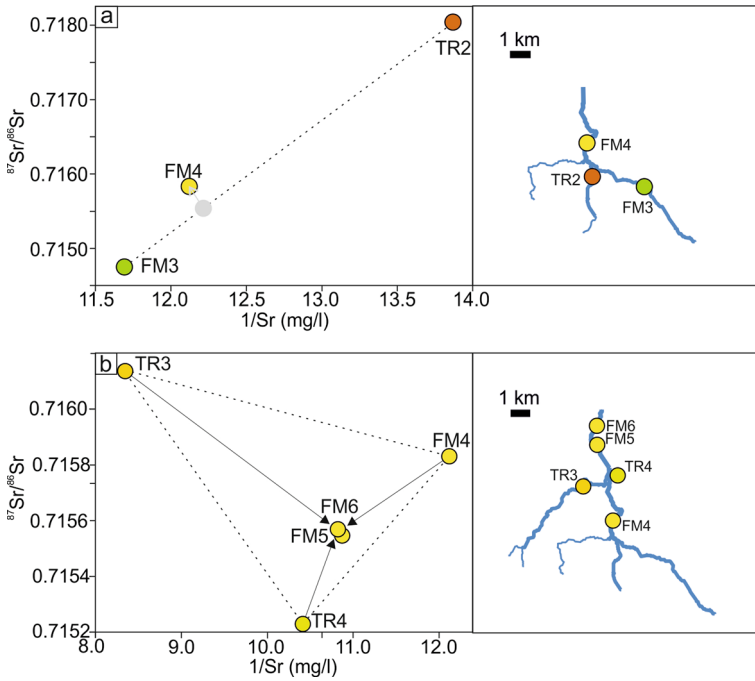 a
0.7180
0.7170
0.7160
0.7150
⁸⁷Sr/⁸⁶Sr
TR2
FM4
FM3
11.5 12.0 12.5 13.0 13.5 14.0
1/Sr (mg/l)
1 km
FM4
TR2
FM3
b
0.7160
0.7158
0.7156
0.7154
0.7152
⁸⁷Sr/⁸⁶Sr
TR3
FM4
FM6
FM5
TR4
8.0 9.0 10.0 11.0 12.0
1/Sr (mg/l)
1 km
FM6
FM5
TR3 TR4
FM4